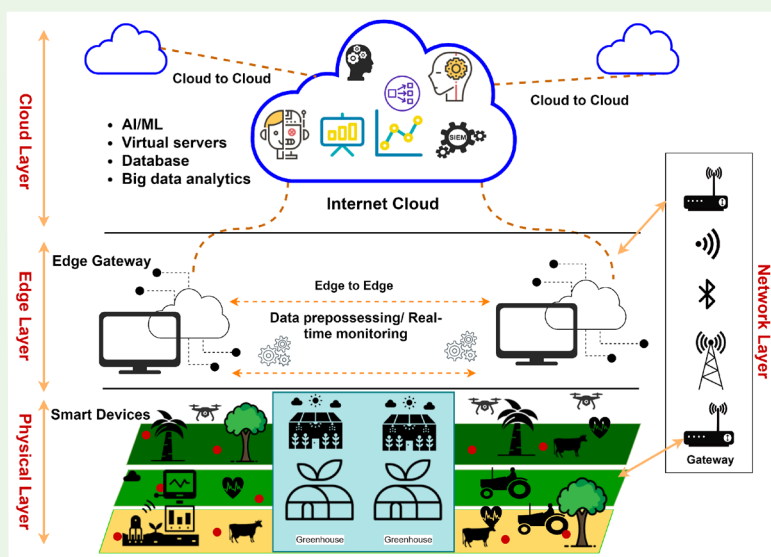 Cloud Layer
Cloud to Cloud
Cloud to Cloud
• AI/ML
• Virtual servers
• Database
• Big data analytics
SIEM
Internet Cloud
Edge Layer
Edge Gateway
Edge to Edge
Data prepossessing/ Real-
time monitoring
Network Layer
Gateway
Physical Layer
Smart Devices
Greenhouse
Greenhouse